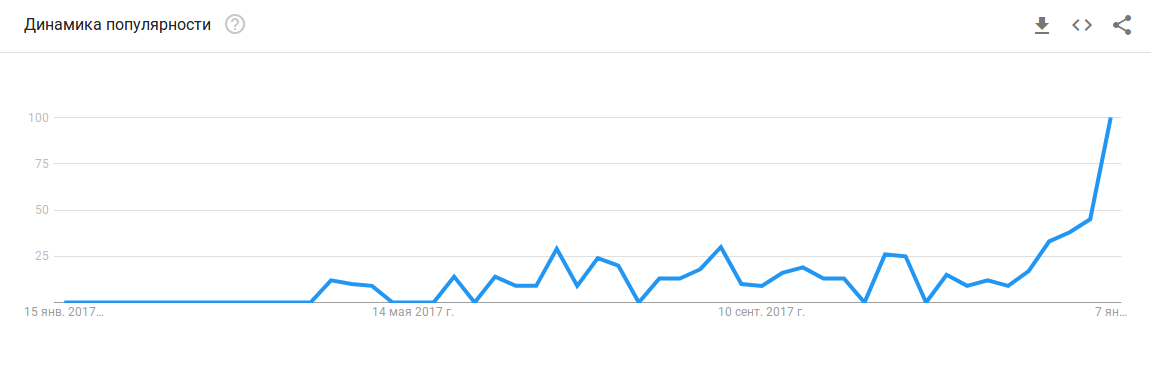 Динамика популярности
100
75
50
25
15 янв. 2017… 14 мая 2017 г. 10 сент. 2017 г. 7 ян…